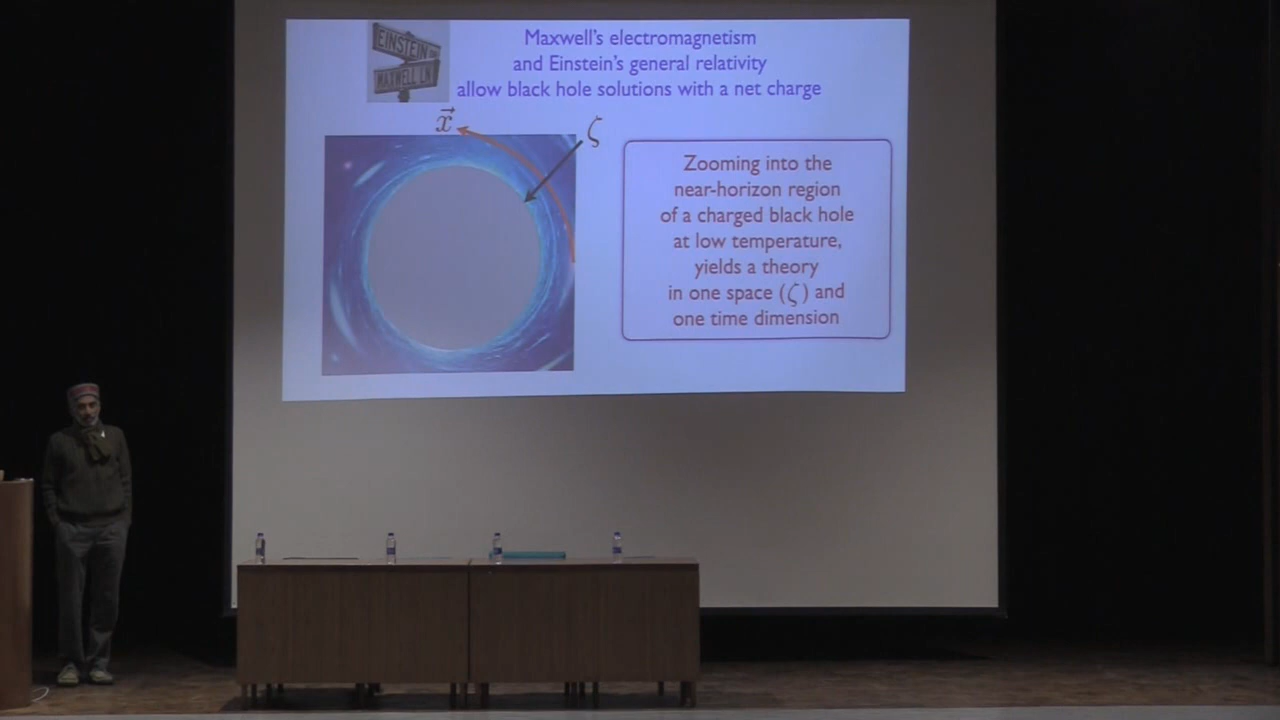 EINSTEIN
MAXWELL LN
Maxwell's electromagnetism
and Einstein's general relativity
allow black hole solutions with a net charge
x⃗
ζ
Zooming into the
near-horizon region
of a charged black hole
at low temperature,
yields a theory
in one space (ζ) and
one time dimension